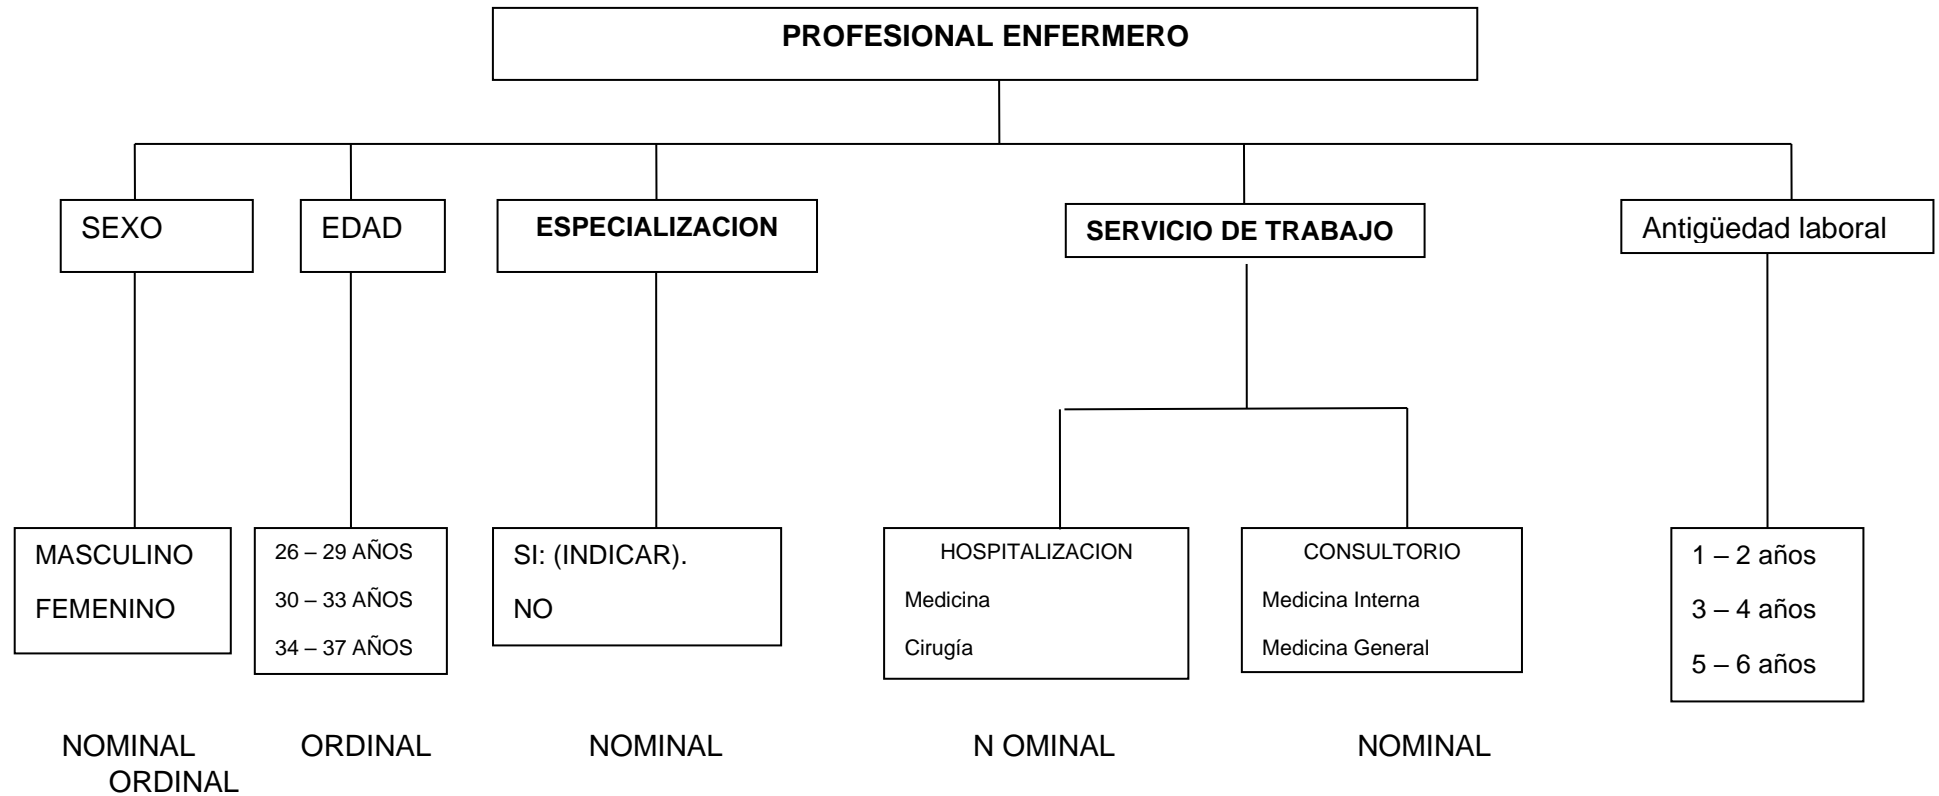 PROFESIONAL ENFERMERO
SEXO
EDAD
ESPECIALIZACION
SERVICIO DE TRABAJO
Antigüedad laboral
MASCULINO
FEMENINO
26 – 29 AÑOS
30 – 33 AÑOS
34 – 37 AÑOS
SI: (INDICAR).
NO
HOSPITALIZACION
Medicina
Cirugía
CONSULTORIO
Medicina Interna
Medicina General
1 – 2 años
3 – 4 años
5 – 6 años
NOMINAL ORDINAL NOMINAL N OMINAL NOMINAL
ORDINAL